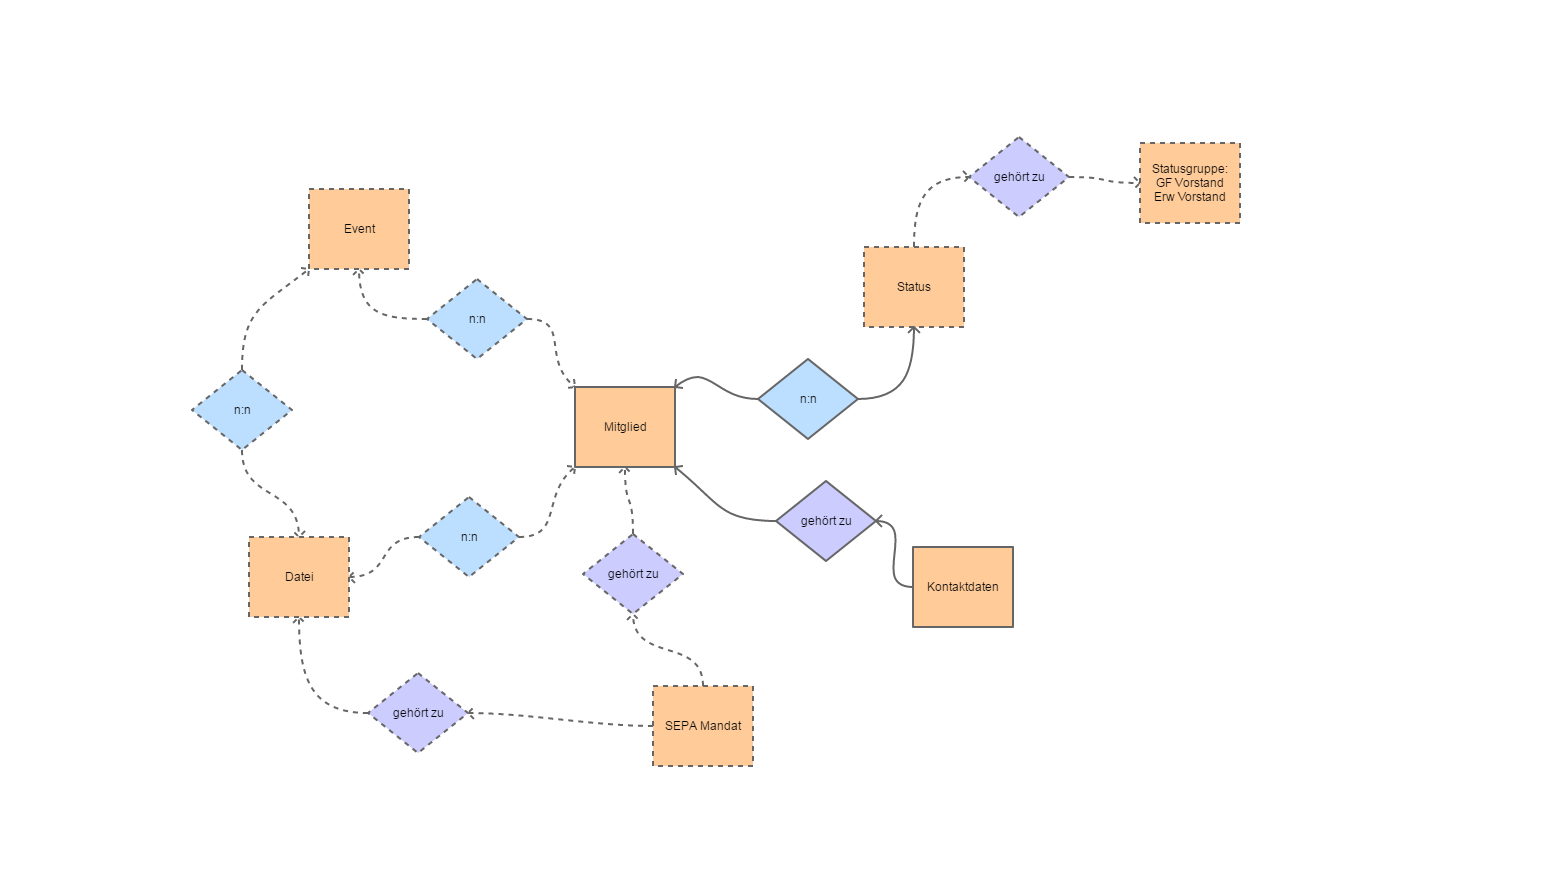 gehört zu
Statusgruppe:
GF Vorstand
Erw Vorstand
Event
Status
n:n
n:n
n:n
Mitglied
gehört zu
n:n
Datei
gehört zu
Kontaktdaten
gehört zu
SEPA Mandat